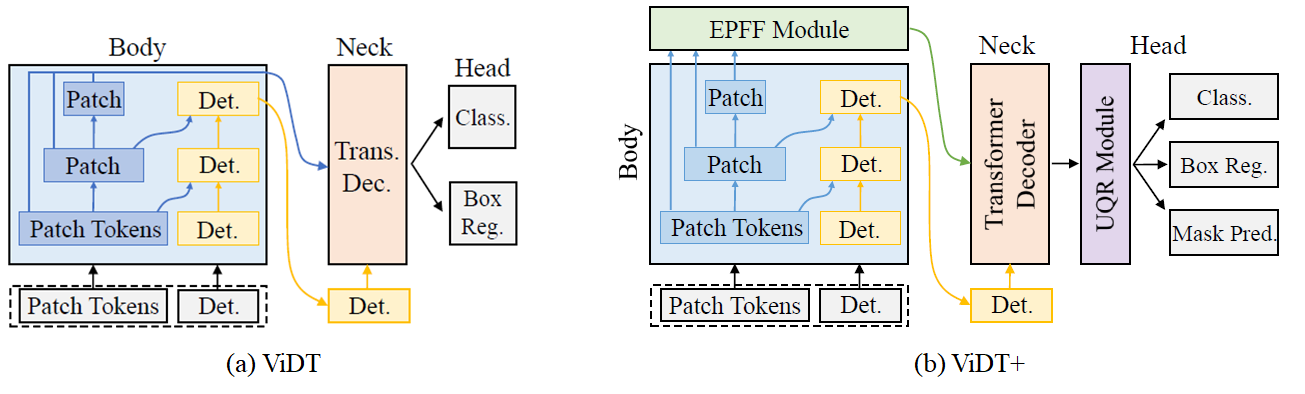 Body
Neck
Head
Patch
Det.
Patch
Det.
Patch Tokens
Det.
Trans.
Dec.
Class.
Box
Reg.
Patch Tokens
Det.
Det.
(a) ViDT
EPFF Module
Body
Neck
Head
Patch
Det.
Patch
Det.
Patch Tokens
Det.
Transformer
Decoder
UQR Module
Class.
Box Reg.
Mask Pred.
Patch Tokens
Det.
Det.
(b) ViDT+